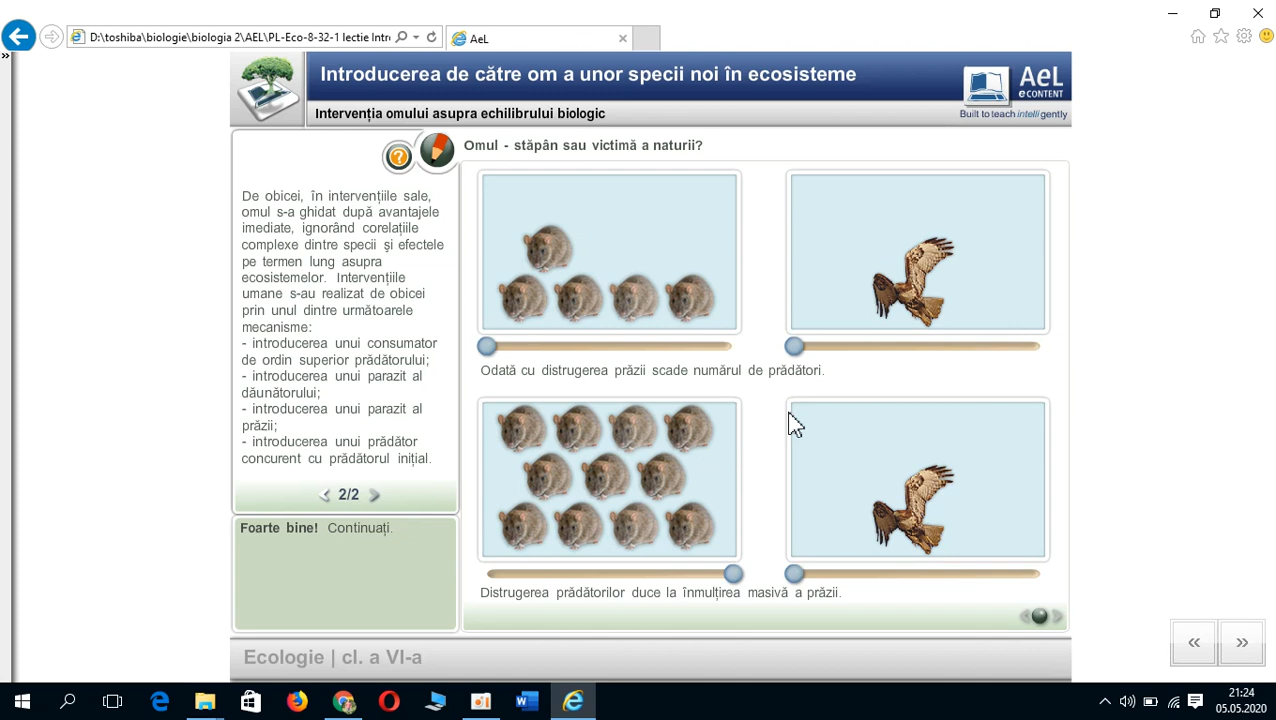 D:\toshiba\biologie\biologia 2\AEL\PL-Eco-8-32-1 lectie Intr
AeL
Introducerea de către om a unor specii noi în ecosisteme
AeL
eCONTENT
Intervenția omului asupra echilibrului biologic
Built to teach intelligently
Omul - stăpân sau victimă a naturii?
De obicei, în intervențiile sale,
omul s-a ghidat după avantajele
imediate, ignorând corelațiile
complexe dintre specii și efectele
pe termen lung asupra
ecosistemelor. Intervențiile
umane s-au realizat de obicei
prin unul dintre următoarele
mecanisme:
- introducerea unui consumator
de ordin superior prădătorului;
- introducerea unui parazit al
dăunătorului;
- introducerea unui parazit al
prăzii;
- introducerea unui prădător
concurent cu prădătorul inițial.
2/2
Foarte bine! Continuați.
Odată cu distrugerea prăzii scade numărul de prădători.
Distrugerea prădătorilor duce la înmulțirea masivă a prăzii.
Ecologie | cl. a VI-a
21:24
05.05.2020